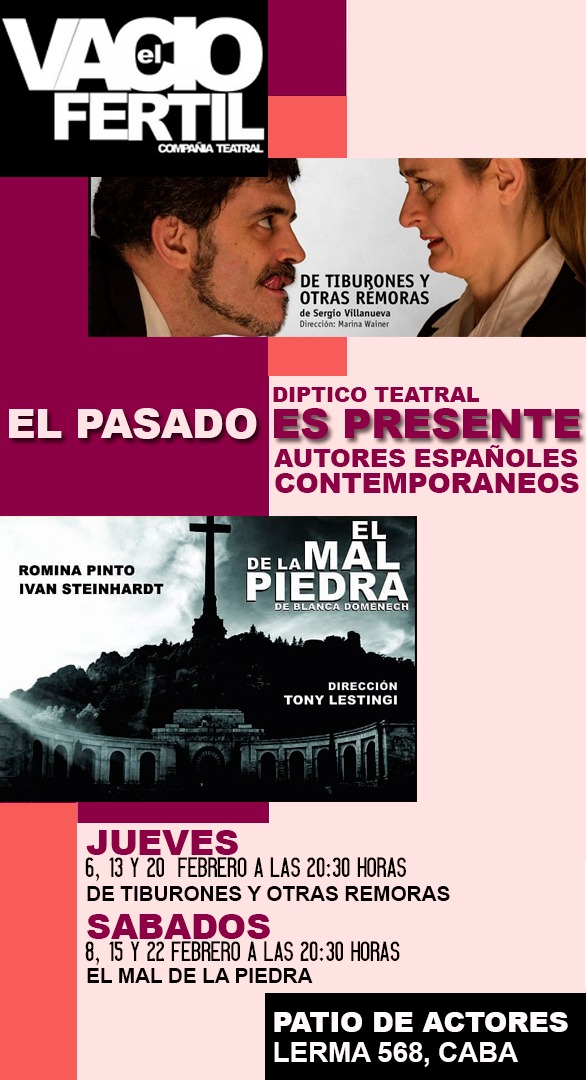 el
VACIO
FERTIL
COMPAÑIA TEATRAL
DE TIBURONES Y
OTRAS RÉMORAS
de Sergio Villanueva
Dirección: Marina Wainer
DIPTICO TEATRAL
EL PASADO ES PRESENTE
AUTORES ESPAÑOLES
CONTEMPORANEOS
ROMINA PINTO
IVAN STEINHARDT
EL
DE LA MAL
PIEDRA
DE BLANCA DOMENECH
DIRECCIÓN
TONY LESTINGI
JUEVES
6, 13 Y 20 FEBRERO A LAS 20:30 HORAS
DE TIBURONES Y OTRAS REMORAS
SABADOS
8, 15 Y 22 FEBRERO A LAS 20:30 HORAS
EL MAL DE LA PIEDRA
PATIO DE ACTORES
LERMA 568, CABA